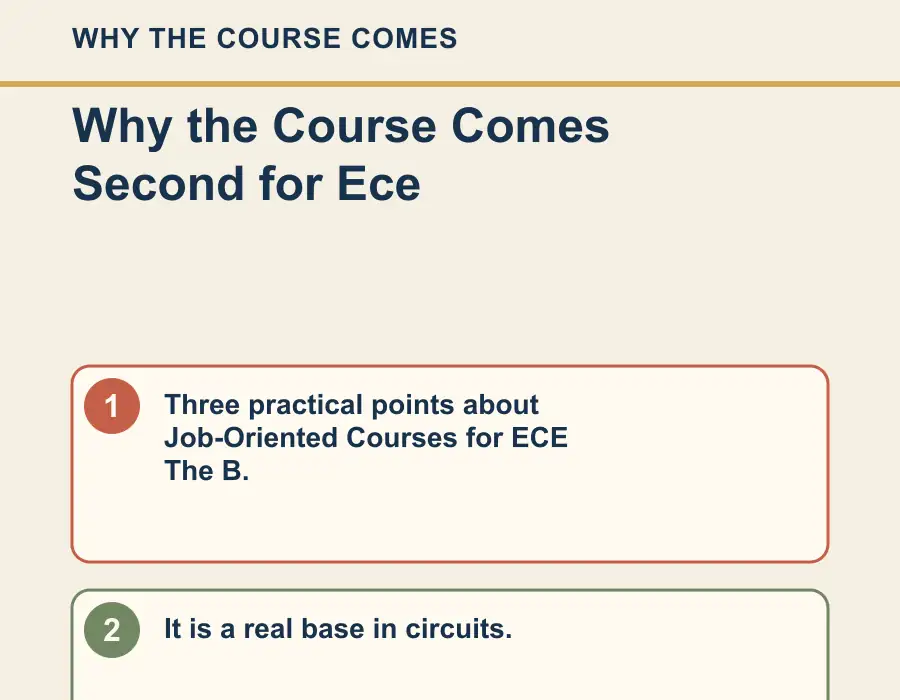 WHY THE COURSE COMES
Why the Course Comes
Second for Ece
1
Three practical points about
Job-Oriented Courses for ECE
The B.
2
It is a real base in circuits.